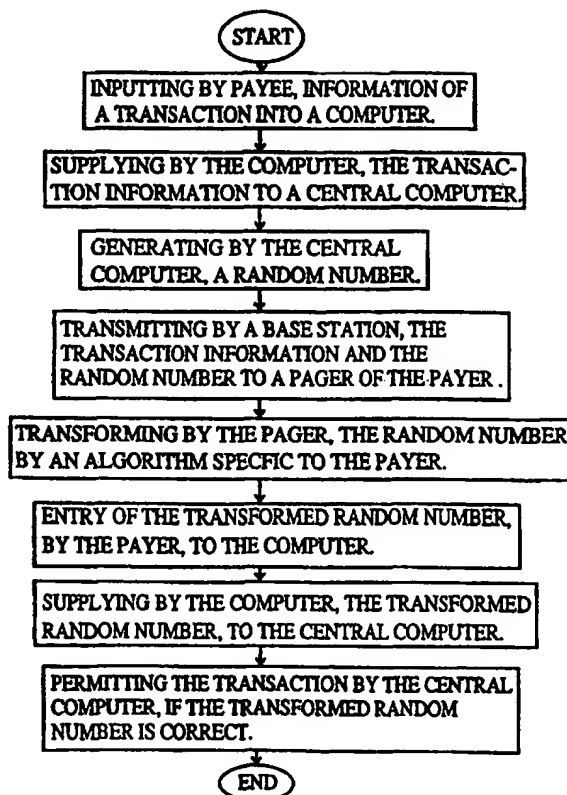 START
INPUTTING BY PAYEE, INFORMATION OF
A TRANSACTION INTO A COMPUTER.
SUPPLYING BY THE COMPUTER, THE TRANSAC-
TION INFORMATION TO A CENTRAL COMPUTER.
GENERATING BY THE CENTRAL
COMPUTER, A RANDOM NUMBER.
TRANSMITTING BY A BASE STATION, THE
TRANSACTION INFORMATION AND THE
RANDOM NUMBER TO A PAGER OF THE PAYER .
TRANSFORMING BY THE PAGER, THE RANDOM NUMBER
BY AN ALGORITHM SPECFIC TO THE PAYER.
ENTRY OF THE TRANSFORMED RANDOM NUMBER,
BY THE PAYER, TO THE COMPUTER.
SUPPLYING BY THE COMPUTER, THE TRANSFORMED
RANDOM NUMBER, TO THE CENTRAL COMPUTER.
PERMITTING THE TRANSACTION BY THE CENTRAL
COMPUTER, IF THE TRANSFORMED RANDOM
NUMBER IS CORRECT.
END